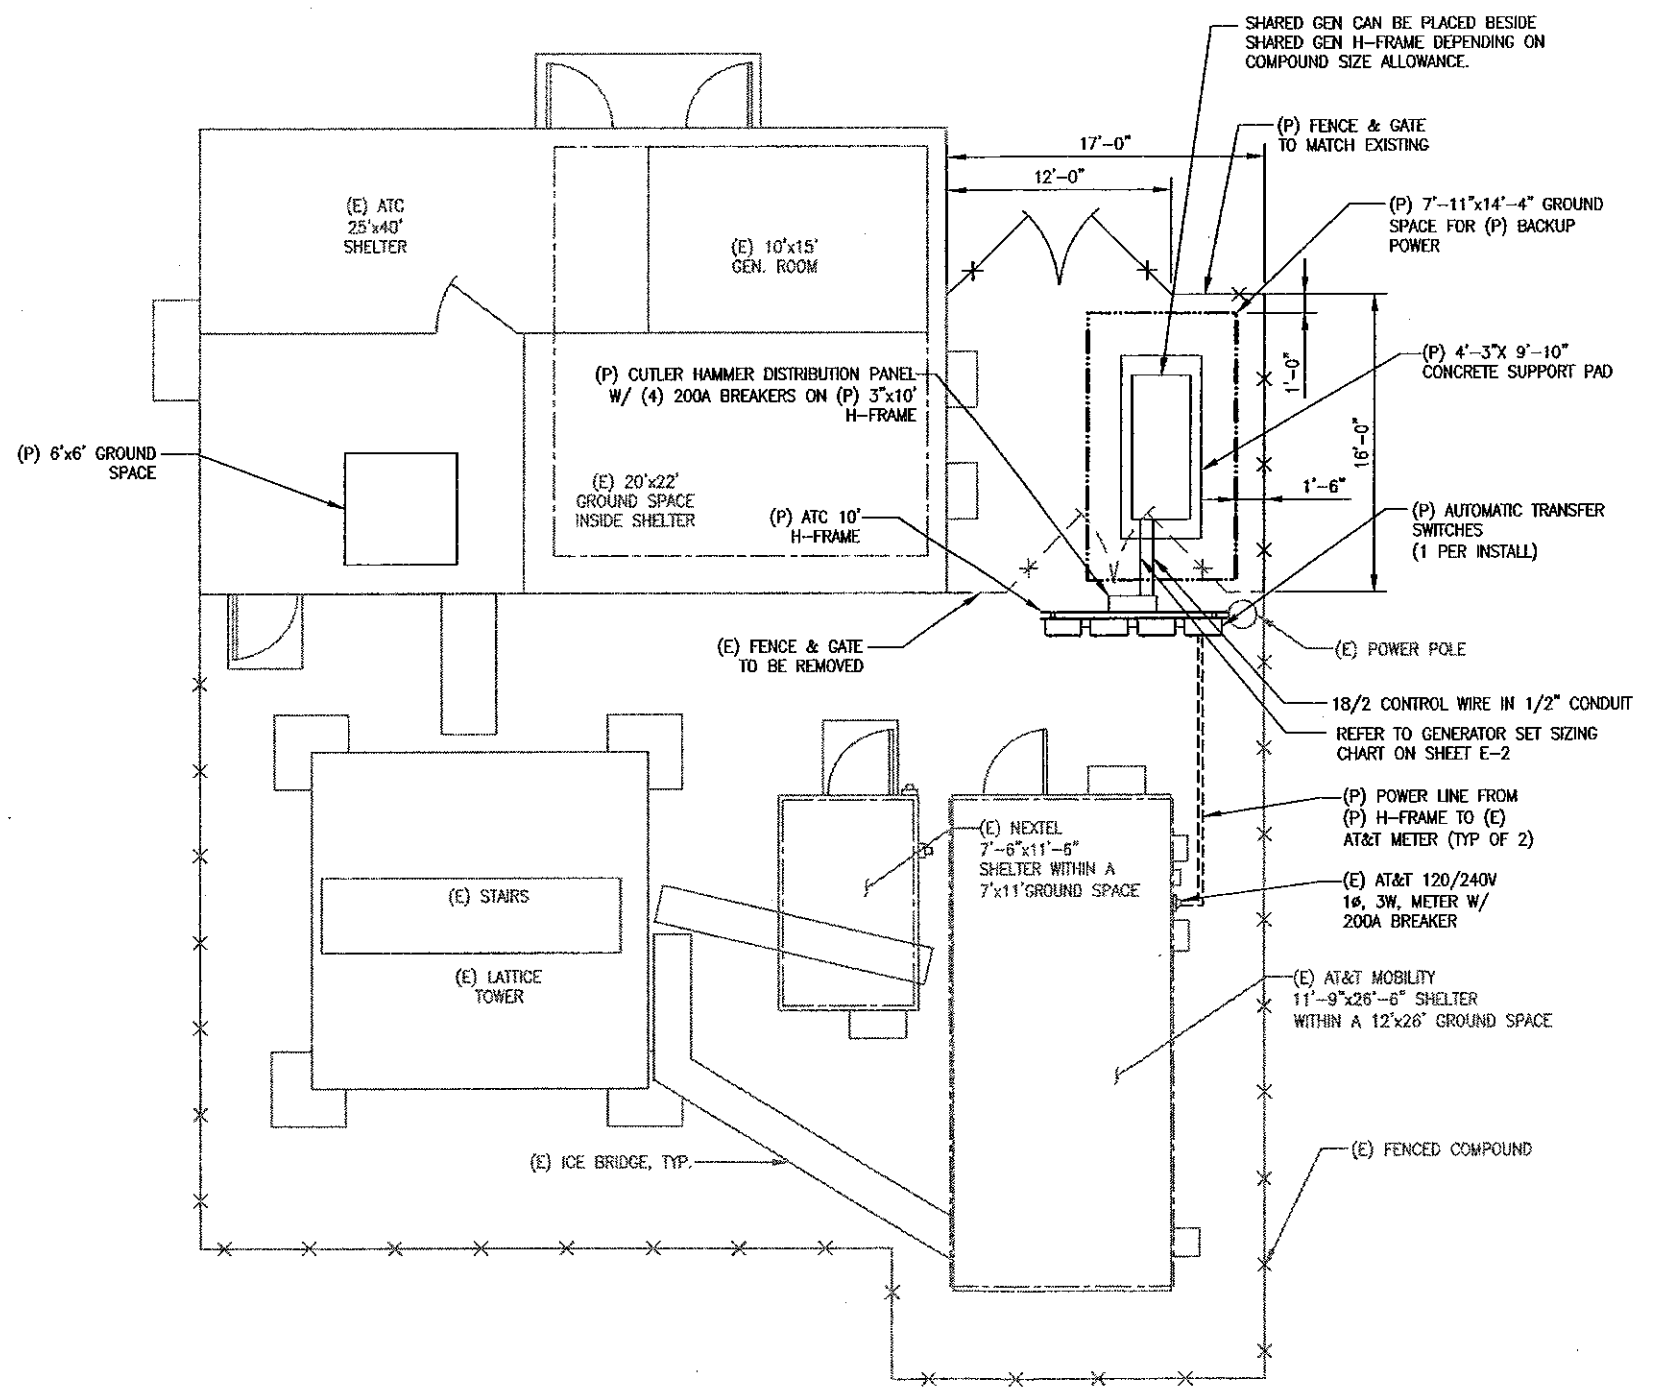 SHARED GEN CAN BE PLACED BESIDE
SHARED GEN H-FRAME DEPENDING ON
COMPOUND SIZE ALLOWANCE.
(P) FENCE & GATE
TO MATCH EXISTING
17'-0"
12'-0"
(P) 7'-11"x14'-4" GROUND
SPACE FOR (P) BACKUP
POWER
(E) ATC
25'x40'
SHELTER
(E) 10'x15'
GEN. ROOM
(P) CUTLER HAMMER DISTRIBUTION PANEL
W/ (4) 200A BREAKERS ON (P) 3"x10'
H-FRAME
1'-0"
(P) 4'-3"X 9'-10"
CONCRETE SUPPORT PAD
16'-0"
(P) 6'x6' GROUND
SPACE
(E) 20'x22'
GROUND SPACE
INSIDE SHELTER
(P) ATC 10'
H-FRAME
1'-6"
(P) AUTOMATIC TRANSFER
SWITCHES
(1 PER INSTALL)
(E) FENCE & GATE
TO BE REMOVED
(E) POWER POLE
18/2 CONTROL WIRE IN 1/2" CONDUIT
REFER TO GENERATOR SET SIZING
CHART ON SHEET E-2
(P) POWER LINE FROM
(P) H-FRAME TO (E)
AT&T METER (TYP OF 2)
(E) NEXTEL
7'-6"x11'-6"
SHELTER WITHIN A
7'x11'GROUND SPACE
(E) AT&T 120/240V
1ø, 3W, METER W/
200A BREAKER
(E) STAIRS
(E) LATTICE
TOWER
(E) AT&T MOBILITY
11'-9"x26'-6" SHELTER
WITHIN A 12'x26' GROUND SPACE
(E) ICE BRIDGE, TYP.
(E) FENCED COMPOUND